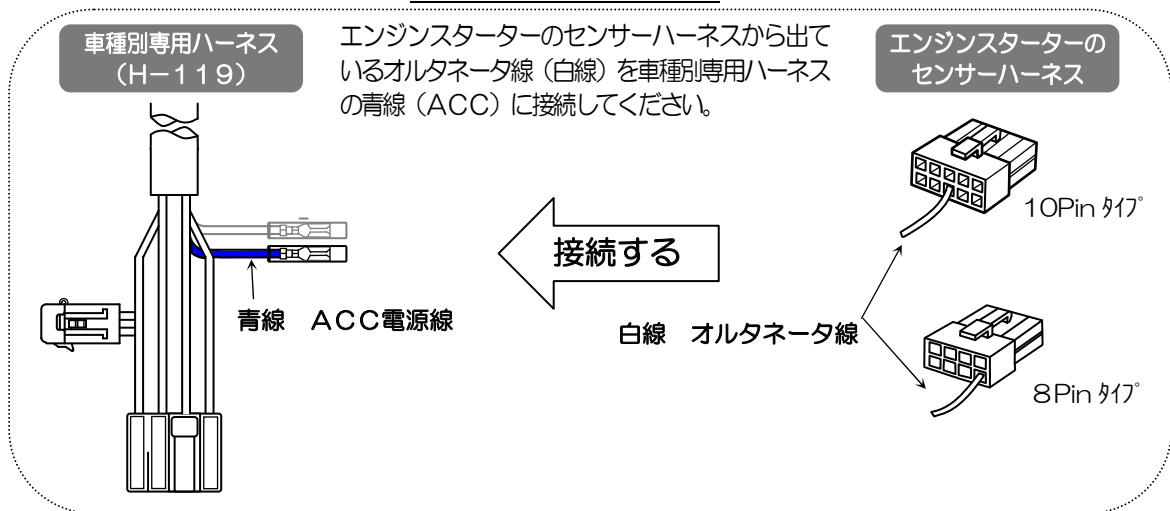 車種別専用ハーネス
(H-119)
エンジンスターターのセンサーハーネスから出て
いるオルタネータ線(白線)を車種別専用ハーネス
の青線(ACC)に接続してください。
エンジンスターターの
センサーハーネス
10Pin ﾀｲﾌﾟ
接続する
青線 ACC電源線
白線 オルタネータ線
8Pin ﾀｲﾌﾟ